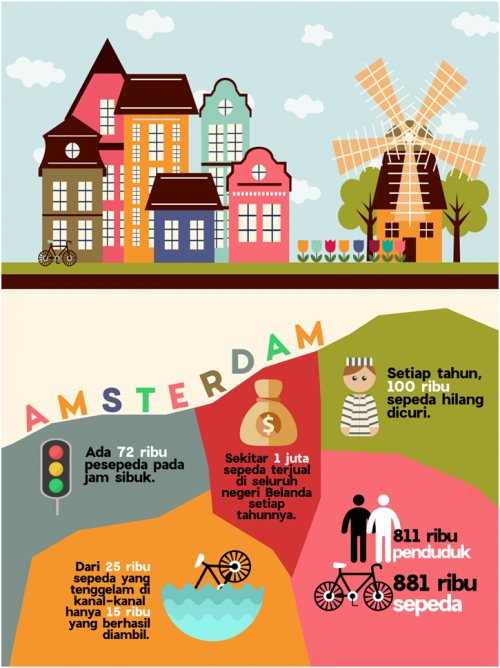 AMSTERDAM
Setiap tahun,
100 ribu
sepeda hilang
dicuri.
Ada 72 ribu
pesepeda pada
jam sibuk.
$
Sekitar 1 juta
sepeda terjual
di seluruh
negeri Belanda
setiap
tahunnya.
811 ribu
penduduk
881 ribu
sepeda
Dari 25 ribu
sepeda yang
tenggelam di
kanal-kanal
hanya 15 ribu
yang berhasil
diambil.